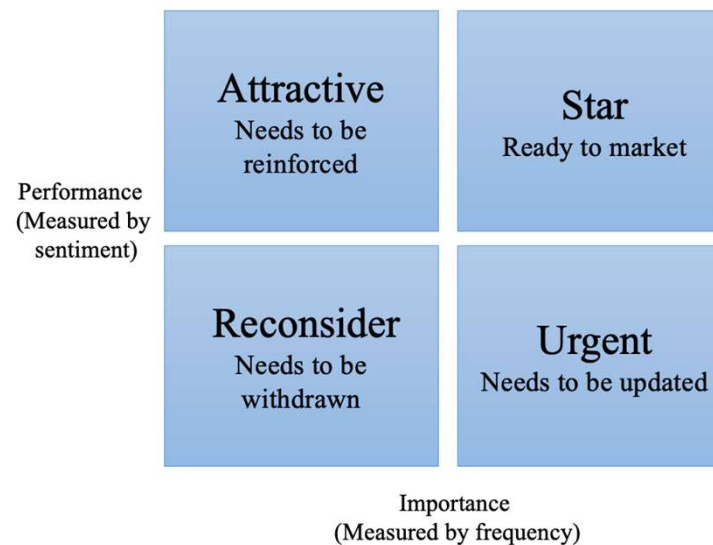 Attractive
Needs to be
reinforced
Star
Ready to market
Performance
(Measured by
sentiment)
Reconsider
Needs to be
withdrawn
Urgent
Needs to be updated
Importance
(Measured by frequency)